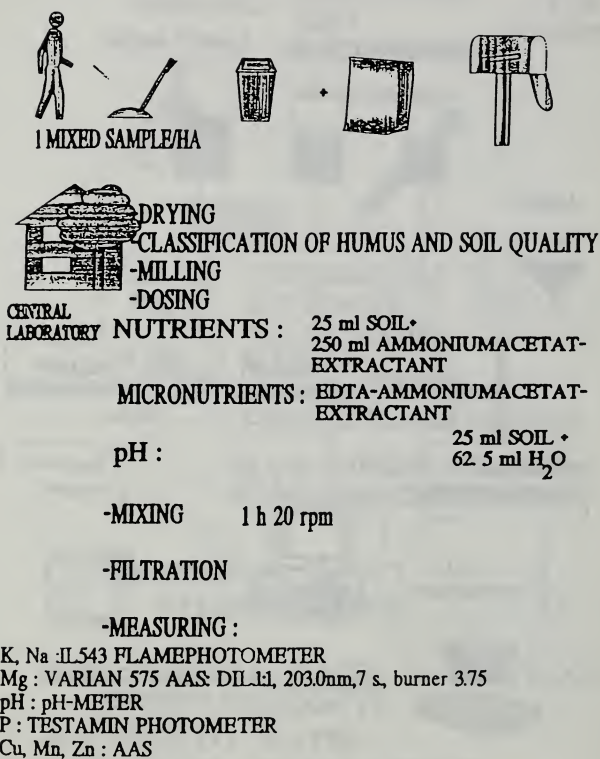 1 MIXED SAMPLE/HA
-DRYING
-CLASSIFICATION OF HUMUS AND SOIL QUALITY
-MILLING
-DOSING
CENTRAL
LABORATORY
NUTRIENTS : 25 ml SOIL+
250 ml AMMONIUMACETAT-
EXTRACTANT
MICRONUTRIENTS : EDTA-AMMONIUMACETAT-
EXTRACTANT
pH : 25 ml SOIL +
62.5 ml H2O
-MIXING 1 h 20 rpm
-FILTRATION
-MEASURING :
K, Na :IL543 FLAMEPHOTOMETER
Mg : VARIAN 575 AAS: DIL.1:1, 203.0nm,7 s., burner 3.75
pH : pH-METER
P : TESTAMIN PHOTOMETER
Cu, Mn, Zn : AAS